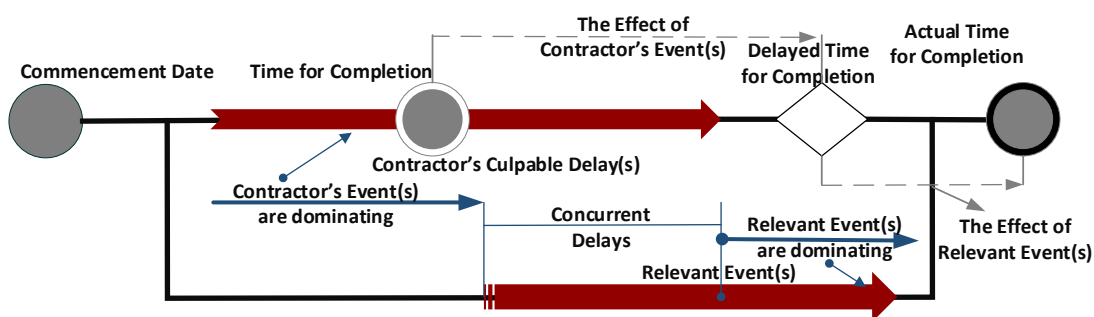 Commencement Date
Time for Completion
The Effect of
Contractor's Event(s)
Delayed Time
for Completion
Actual Time
for Completion
Contractor's Culpable Delay(s)
Contractor's Event(s)
are dominating
Concurrent
Delays
Relevant Event(s)
are dominating
Relevant Event(s)
The Effect of
Relevant Event(s)